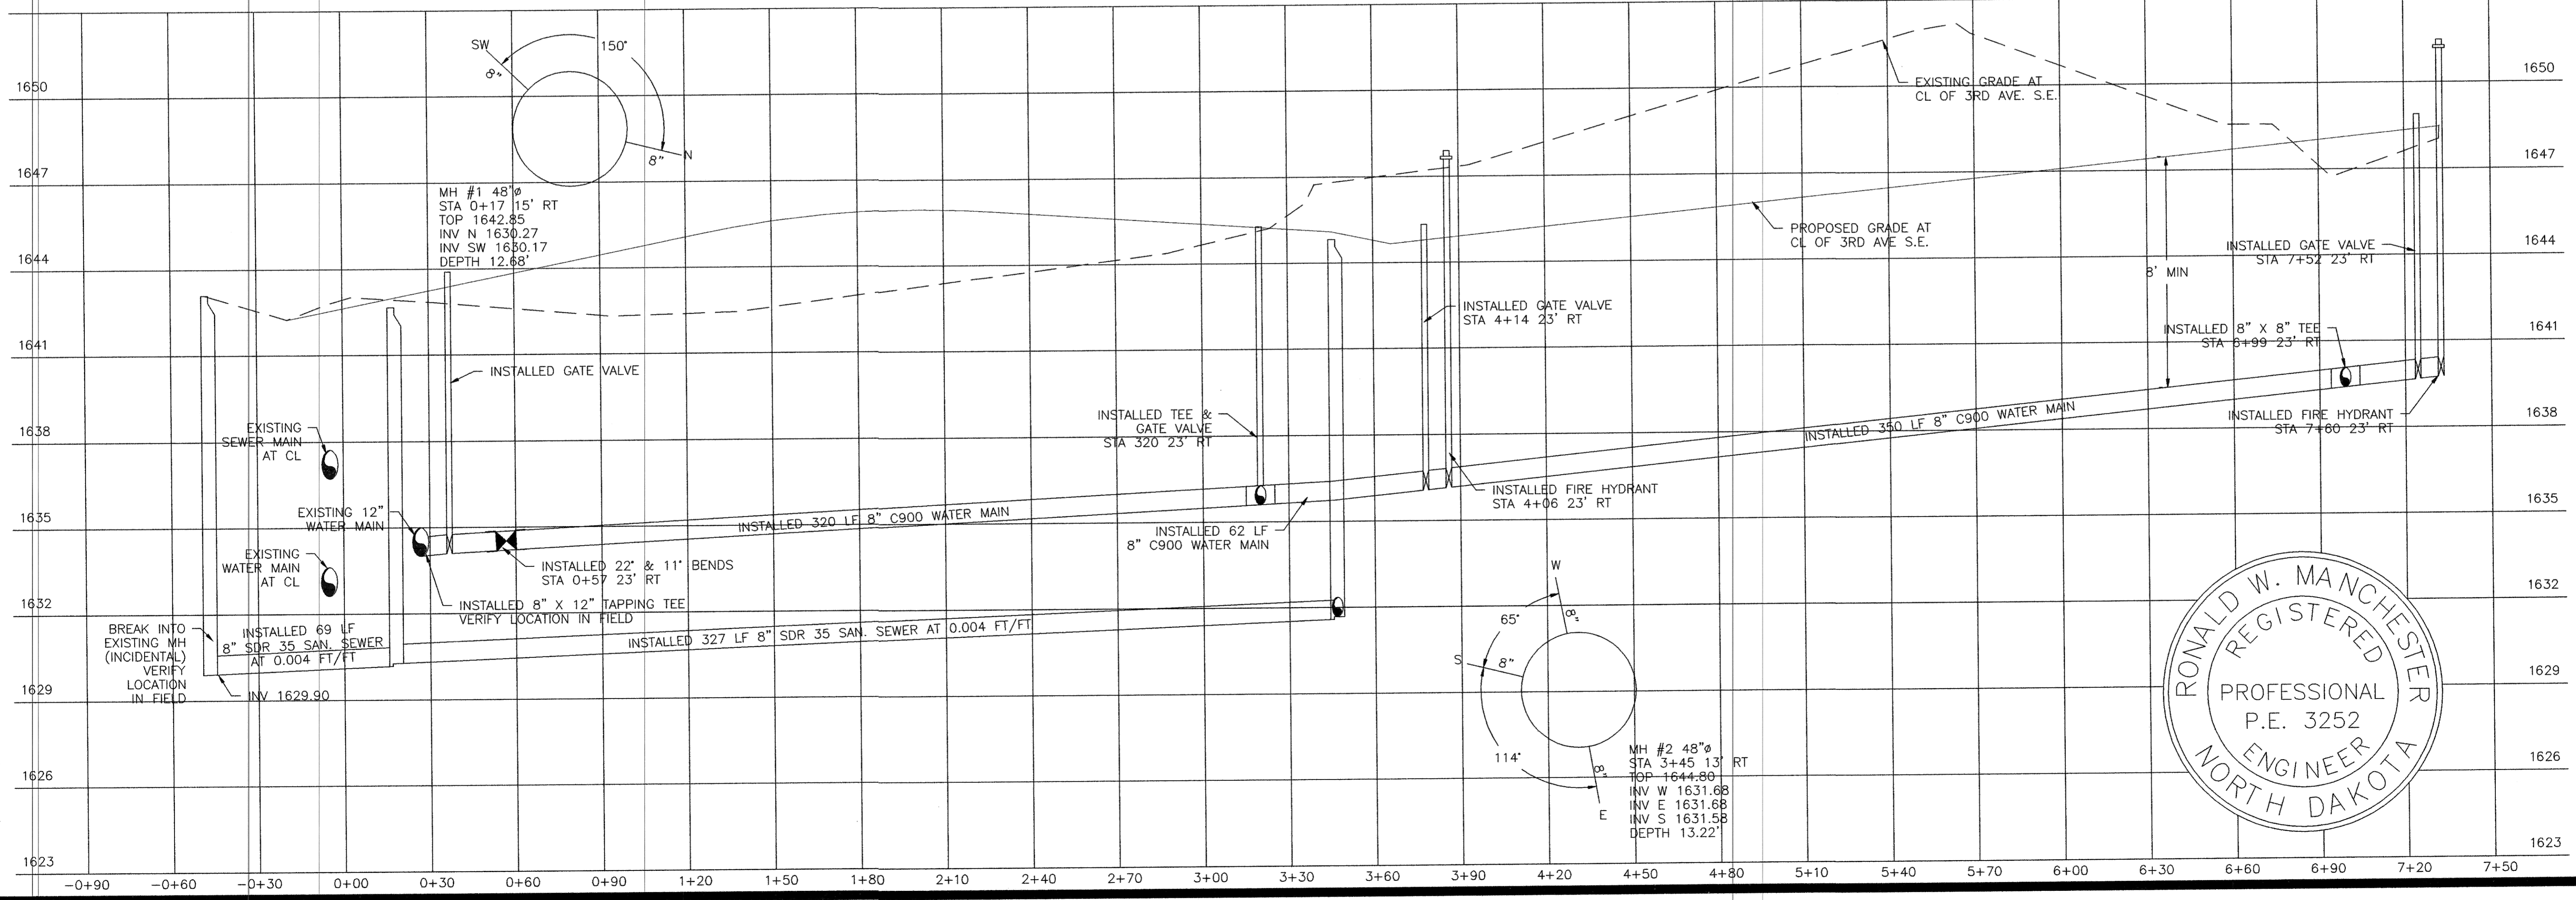 SW
8"
150°
8"
N
MH #1 48"ø
STA 0+17 15' RT
TOP 1642.85
INV N 1630.27
INV SW 1630.17
DEPTH 12.68'
EXISTING GRADE AT
CL OF 3RD AVE. S.E.
PROPOSED GRADE AT
CL OF 3RD AVE S.E.
INSTALLED GATE VALVE
STA 7+52 23' RT
8' MIN
INSTALLED GATE VALVE
STA 4+14 23' RT
INSTALLED 8" X 8" TEE
STA 6+99 23' RT
INSTALLED GATE VALVE
INSTALLED TEE &
GATE VALVE
STA 320 23' RT
INSTALLED 350 LF 8" C900 WATER MAIN
INSTALLED FIRE HYDRANT
STA 7+60 23' RT
EXISTING
SEWER MAIN
AT CL
INSTALLED FIRE HYDRANT
STA 4+06 23' RT
EXISTING 12"
WATER MAIN
INSTALLED 320 LF 8" C900 WATER MAIN
INSTALLED 62 LF
8" C900 WATER MAIN
EXISTING
WATER MAIN
AT CL
INSTALLED 22° & 11° BENDS
STA 0+57 23' RT
INSTALLED 8" X 12" TAPPING TEE
VERIFY LOCATION IN FIELD
BREAK INTO
EXISTING MH
(INCIDENTAL)
VERIFY
LOCATION
IN FIELD
INSTALLED 69 LF
8" SDR 35 SAN. SEWER
AT 0.004 FT/FT
INSTALLED 327 LF 8" SDR 35 SAN. SEWER AT 0.004 FT/FT
INV 1629.90
W
8"
65°
S
8"
114°
8"
E
MH #2 48"ø
STA 3+45 13' RT
TOP 1644.80
INV W 1631.68
INV E 1631.68
INV S 1631.58
DEPTH 13.22'
RONALD W. MANCHESTER
REGISTERED
PROFESSIONAL
P.E. 3252
ENGINEER
NORTH DAKOTA
1650
1647
1644
1641
1638
1635
1632
1629
1626
1623
1650
1647
1644
1641
1638
1635
1632
1629
1626
1623
-0+90 -0+60 -0+30 0+00 0+30 0+60 0+90 1+20 1+50 1+80 2+10 2+40 2+70 3+00 3+30 3+60 3+90 4+20 4+50 4+80 5+10 5+40 5+70 6+00 6+30 6+60 6+90 7+20 7+50